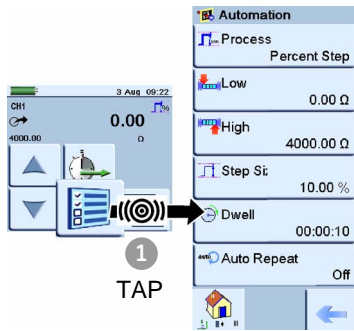 3 Aug 09:22
CH1
0.00
4000.00 Ω
1
TAP
Automation
Process
Percent Step
Low
0.00 Ω
High
4000.00 Ω
Step Si:
10.00 %
Dwell
00:00:10
Auto Repeat
Off